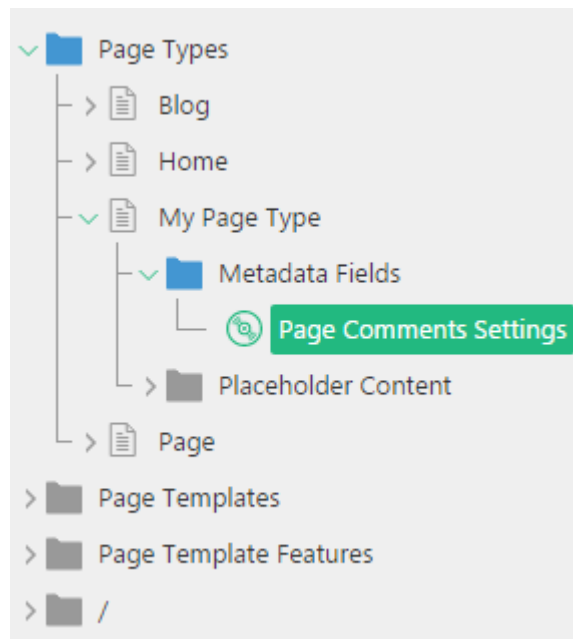 Page Types
Blog
Home
My Page Type
Metadata Fields
Page Comments Settings
Placeholder Content
Page
Page Templates
Page Template Features
/